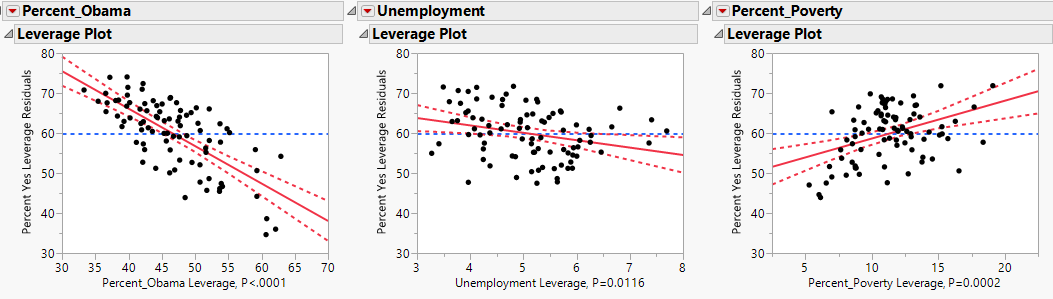 Percent_Obama
Leverage Plot
Percent Yes Leverage Residuals
80
70
60
50
40
30
30 35 40 45 50 55 60 65 70
Percent_Obama Leverage, P<.0001
Unemployment
Leverage Plot
Percent Yes Leverage Residuals
80
70
60
50
40
30
3 4 5 6 7 8
Unemployment Leverage, P=0.0116
Percent_Poverty
Leverage Plot
Percent Yes Leverage Residuals
80
70
60
50
40
30
5 10 15 20
Percent_Poverty Leverage, P=0.0002